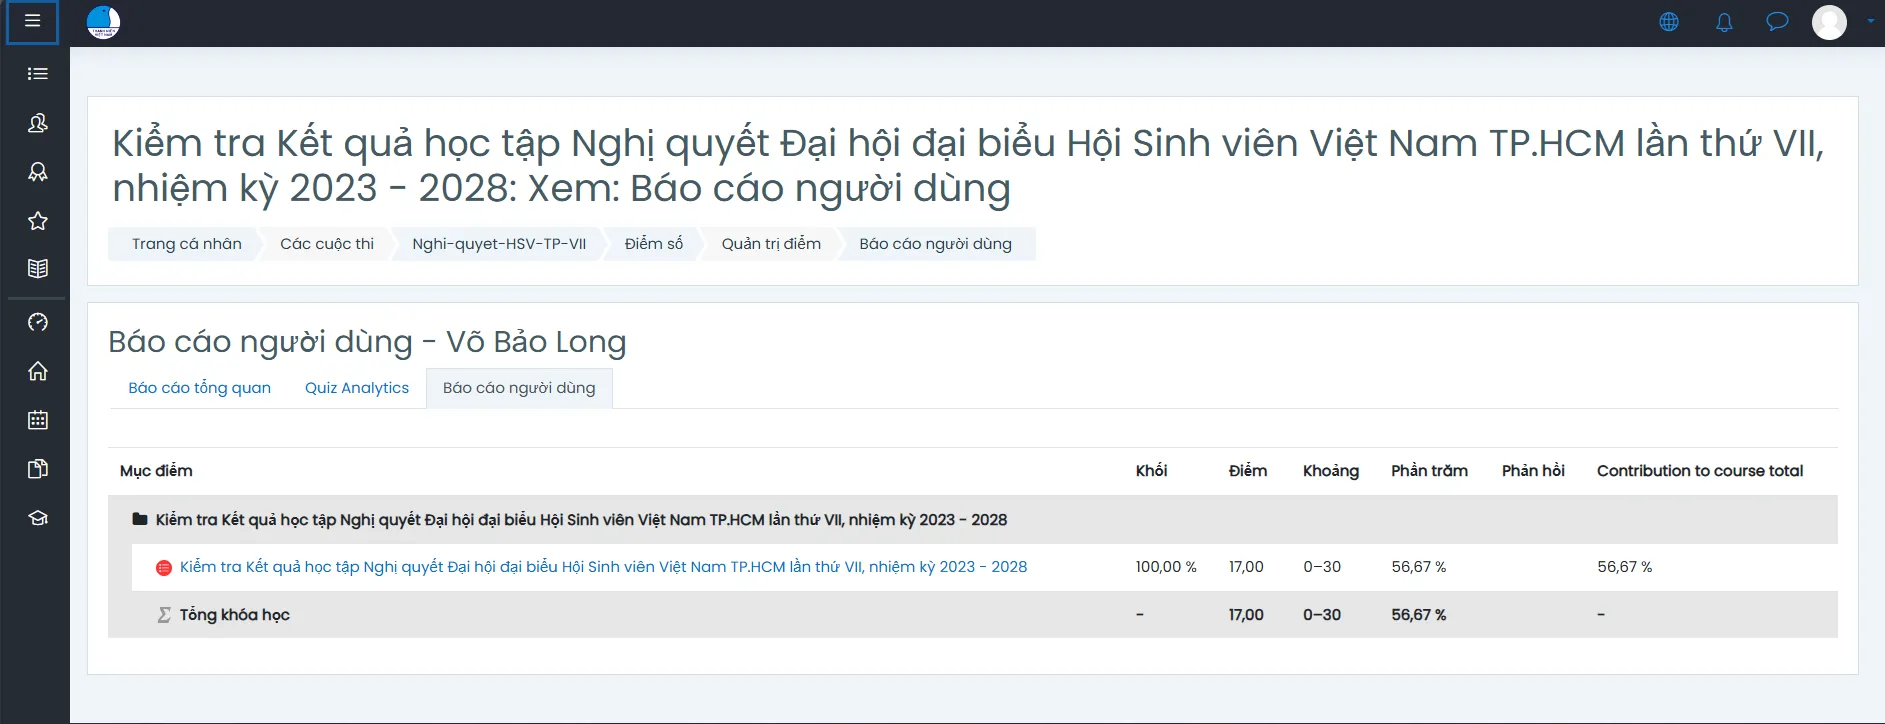 Kiểm tra Kết quả học tập Nghị quyết Đại hội đại biểu Hội Sinh viên Việt Nam TP.HCM lần thứ VII,
nhiệm kỳ 2023 - 2028: Xem: Báo cáo người dùng
Trang cá nhân Các cuộc thi Nghi-quyet-HSV-TP-VII Điểm số Quản trị điểm Báo cáo người dùng
Báo cáo người dùng - Võ Bảo Long
Báo cáo tổng quan Quiz Analytics Báo cáo người dùng
Mục điểm Khối Điểm Khoảng Phần trăm Phản hồi Contribution to course total
Kiểm tra Kết quả học tập Nghị quyết Đại hội đại biểu Hội Sinh viên Việt Nam TP.HCM lần thứ VII, nhiệm kỳ 2023 - 2028
Kiểm tra Kết quả học tập Nghị quyết Đại hội đại biểu Hội Sinh viên Việt Nam TP.HCM lần thứ VII, nhiệm kỳ 2023 - 2028 100,00 % 17,00 0–30 56,67 % 56,67 %
Tổng khóa học - 17,00 0–30 56,67 % -